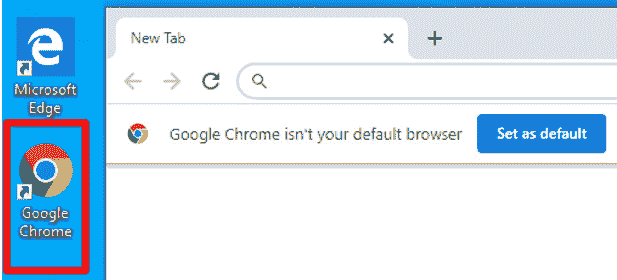 Microsoft
Edge
Google
Chrome
New Tab
Google Chrome isn't your default browser
Set as default